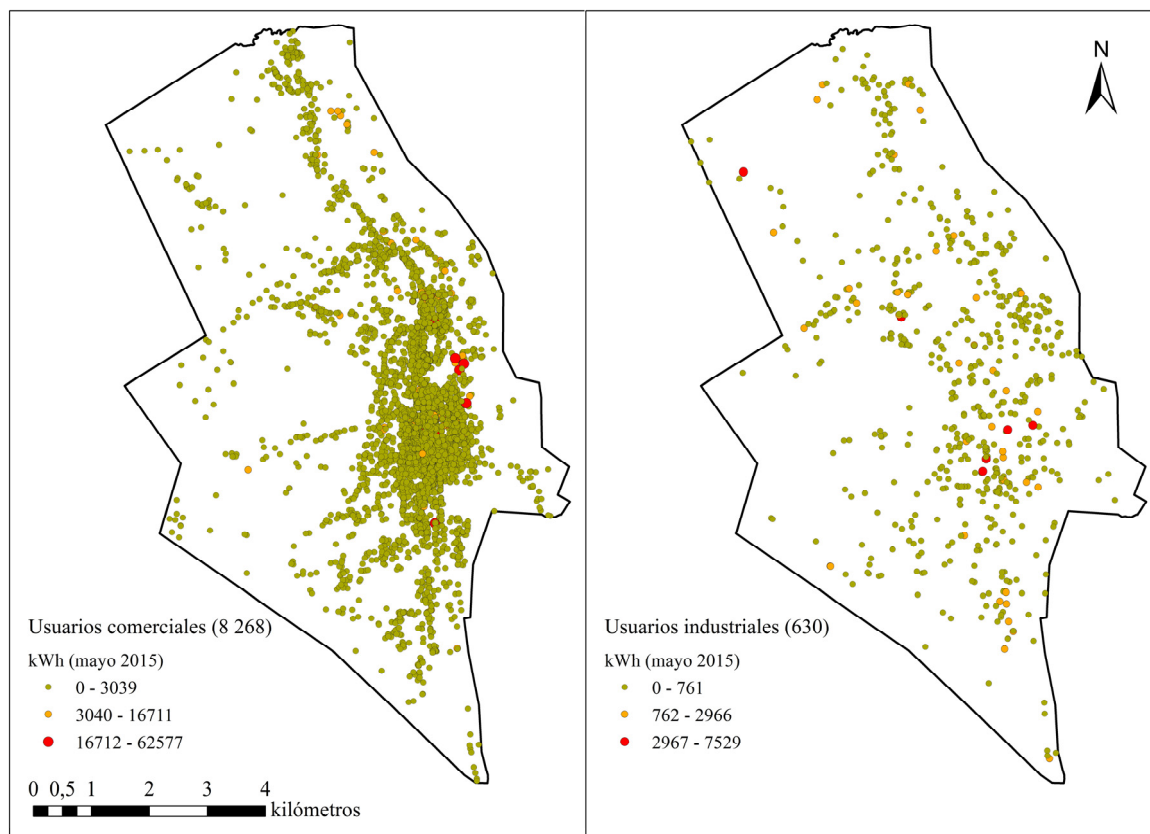 N
Usuarios comerciales (8 268)
kWh (mayo 2015)
0 - 3039
3040 - 16711
16712 - 62577
0 0,5 1 2 3 4
kilómetros
Usuarios industriales (630)
kWh (mayo 2015)
0 - 761
762 - 2966
2967 - 7529